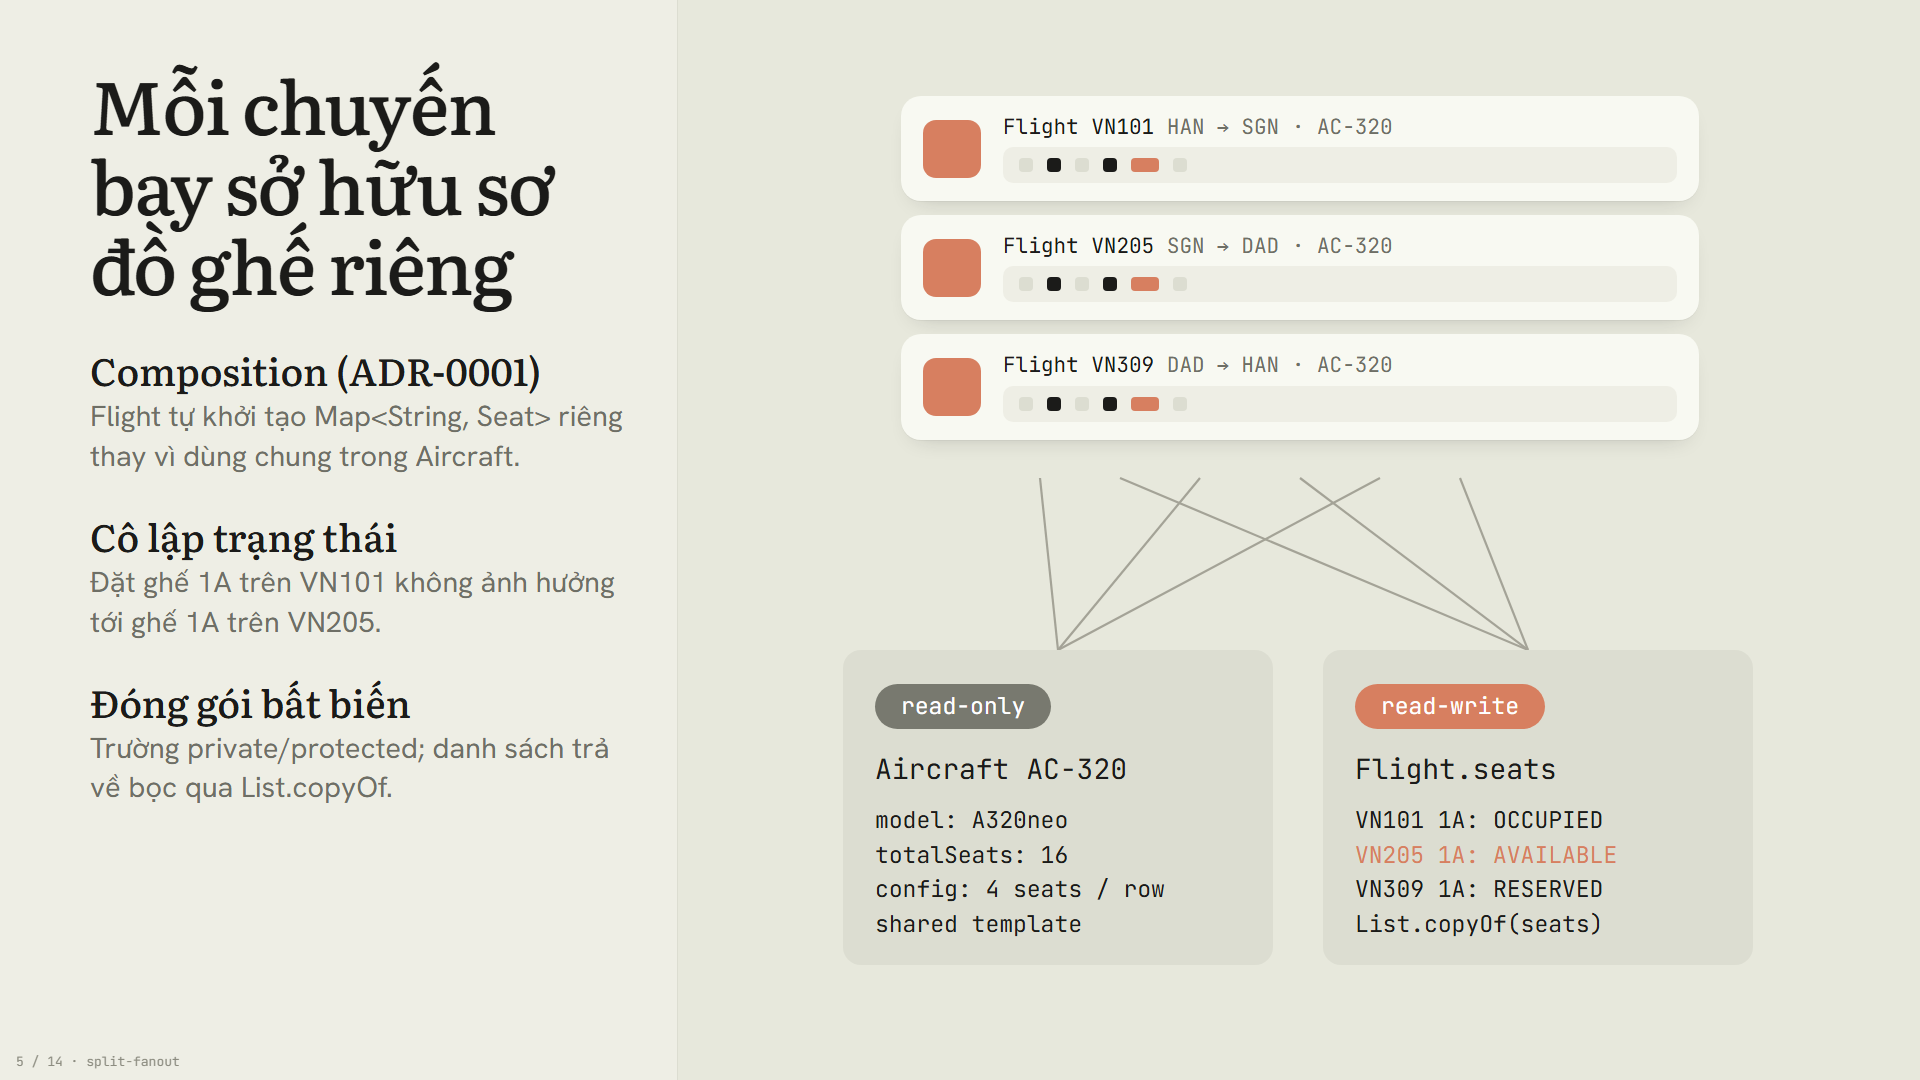 Mỗi chuyến
bay sở hữu sơ
đồ ghế riêng
Composition (ADR-0001)
Flight tự khởi tạo Map<String, Seat> riêng
thay vì dùng chung trong Aircraft.
Cô lập trạng thái
Đặt ghế 1A trên VN101 không ảnh hưởng
tới ghế 1A trên VN205.
Đóng gói bất biến
Trường private/protected; danh sách trả
về bọc qua List.copyOf.
5 / 14 · split-fanout
Flight VN101 HAN → SGN · AC-320
Flight VN205 SGN → DAD · AC-320
Flight VN309 DAD → HAN · AC-320
read-only
Aircraft AC-320
model: A320neo
totalSeats: 16
config: 4 seats / row
shared template
read-write
Flight.seats
VN101 1A: OCCUPIED
VN205 1A: AVAILABLE
VN309 1A: RESERVED
List.copyOf(seats)